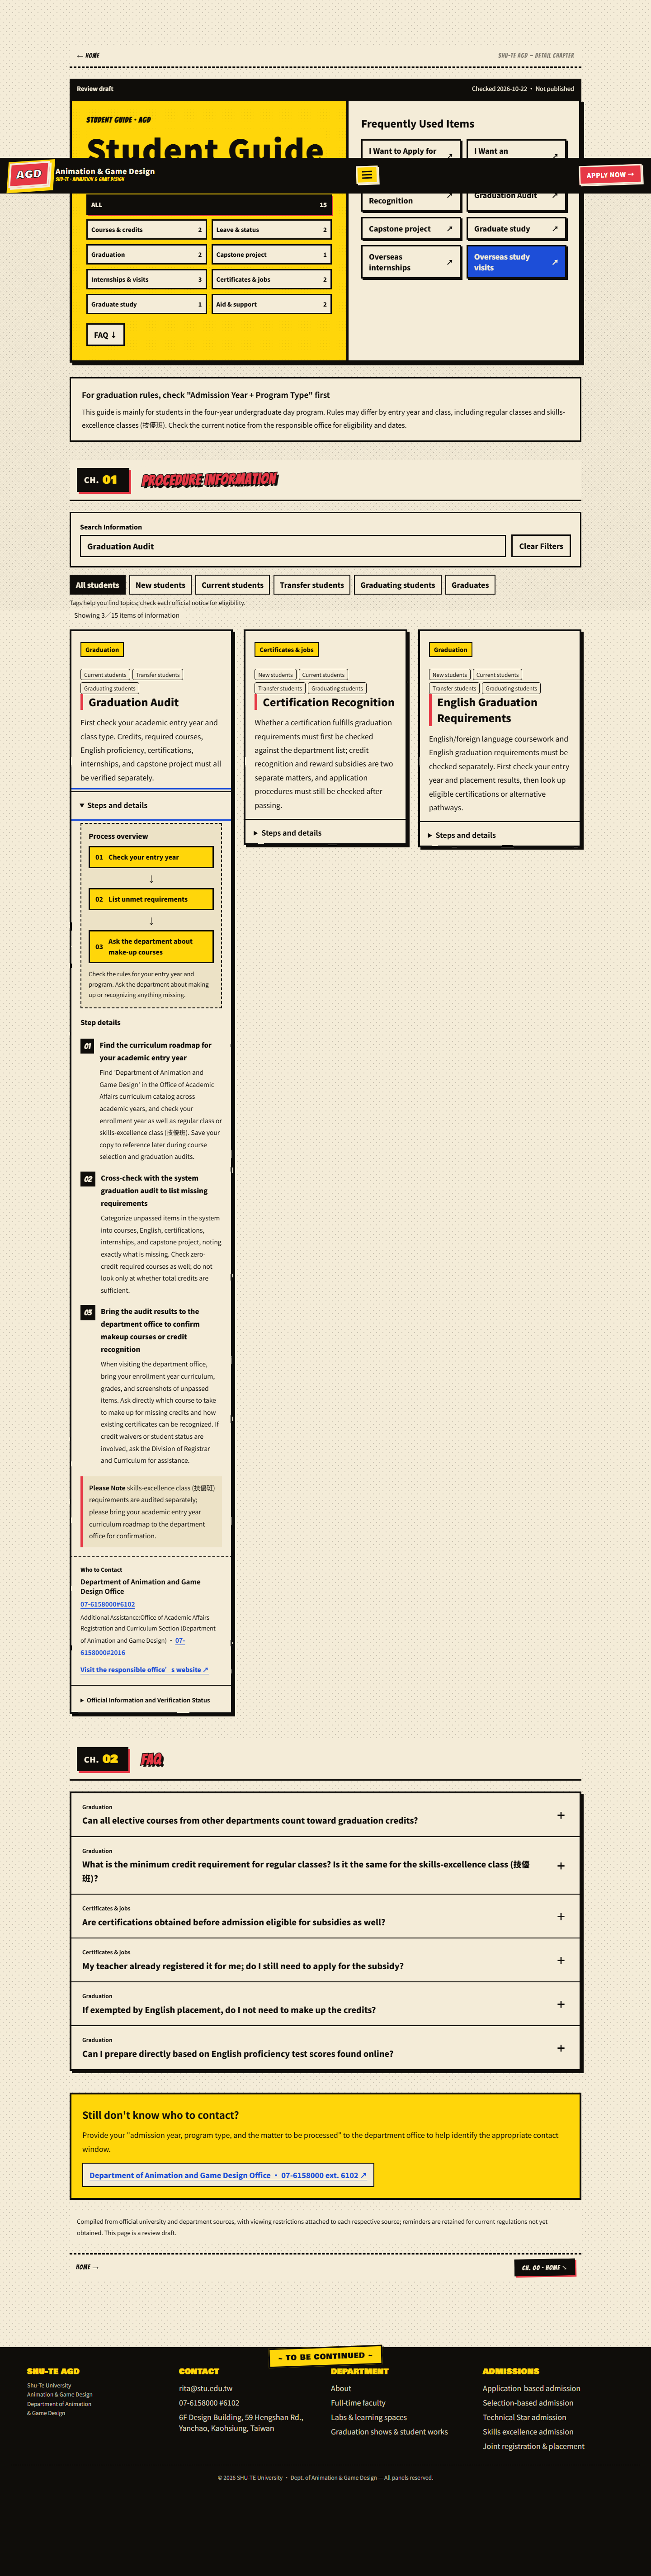 ← HOME
SHU-TE AGD — DETAIL CHAPTER
Review draft
Checked 2026-10-22 • Not published
STUDENT GUIDE · AGD
Student Guide
Frequently Used Items
I Want to Apply for ↗
I Want an ↗
AGD
Animation & Game Design
SHU-TE · ANIMATION & GAME DESIGN
APPLY NOW →
Recognition
Graduation Audit
ALL 15
Courses & credits 2
Leave & status 2
Graduation 2
Capstone project 1
Internships & visits 3
Certificates & jobs 2
Graduate study 1
Aid & support 2
FAQ ↓
Capstone project ↗
Graduate study ↗
Overseas internships ↗
Overseas study visits ↗
For graduation rules, check "Admission Year + Program Type" first
This guide is mainly for students in the four-year undergraduate day program. Rules may differ by entry year and class, including regular classes and skills-
excellence classes (技優班). Check the current notice from the responsible office for eligibility and dates.
CH. 01
PROCEDURE INFORMATION
Search Information
Graduation Audit
Clear Filters
All students
New students
Current students
Transfer students
Graduating students
Graduates
Tags help you find topics; check each official notice for eligibility.
Showing 3／15 items of information
Graduation
Current students
Transfer students
Graduating students
Graduation Audit
First check your academic entry year and
class type. Credits, required courses,
English proficiency, certifications,
internships, and capstone project must all
be verified separately.
▼ Steps and details
Process overview
01 Check your entry year
↓
02 List unmet requirements
↓
03 Ask the department about
make-up courses
Check the rules for your entry year and
program. Ask the department about making
up or recognizing anything missing.
Step details
01
Find the curriculum roadmap for
your academic entry year
Find 'Department of Animation and
Game Design' in the Office of Academic
Affairs curriculum catalog across
academic years, and check your
enrollment year as well as regular class or
skills-excellence class (技優班). Save your
copy to reference later during course
selection and graduation audits.
02
Cross-check with the system
graduation audit to list missing
requirements
Categorize unpassed items in the system
into courses, English, certifications,
internships, and capstone project, noting
exactly what is missing. Check zero-
credit required courses as well; do not
look only at whether total credits are
sufficient.
03
Bring the audit results to the
department office to confirm
makeup courses or credit
recognition
When visiting the department office,
bring your enrollment year curriculum,
grades, and screenshots of unpassed
items. Ask directly which course to take
to make up for missing credits and how
existing certificates can be recognized. If
credit waivers or student status are
involved, ask the Division of Registrar
and Curriculum for assistance.
Please Note skills-excellence class (技優班)
requirements are audited separately;
please bring your academic entry year
curriculum roadmap to the department
office for confirmation.
Who to Contact
Department of Animation and Game
Design Office
07-6158000#6102
Additional Assistance:Office of Academic Affairs
Registration and Curriculum Section (Department
of Animation and Game Design) • 07-
6158000#2016
Visit the responsible office's website ↗
▶ Official Information and Verification Status
Certificates & jobs
New students
Current students
Transfer students
Graduating students
Certification Recognition
Whether a certification fulfills graduation
requirements must first be checked
against the department list; credit
recognition and reward subsidies are two
separate matters, and application
procedures must still be checked after
passing.
▶ Steps and details
Graduation
New students
Current students
Transfer students
Graduating students
English Graduation
Requirements
English/foreign language coursework and
English graduation requirements must be
checked separately. First check your entry
year and placement results, then look up
eligible certifications or alternative
pathways.
▶ Steps and details
CH. 02
FAQ
Graduation
Can all elective courses from other departments count toward graduation credits? +
Graduation
What is the minimum credit requirement for regular classes? Is it the same for the skills-excellence class (技優
班)? +
Certificates & jobs
Are certifications obtained before admission eligible for subsidies as well? +
Certificates & jobs
My teacher already registered it for me; do I still need to apply for the subsidy? +
Graduation
If exempted by English placement, do I not need to make up the credits? +
Graduation
Can I prepare directly based on English proficiency test scores found online? +
Still don't know who to contact?
Provide your "admission year, program type, and the matter to be processed" to the department office to help identify the appropriate contact
window.
Department of Animation and Game Design Office • 07-6158000 ext. 6102 ↗
Compiled from official university and department sources, with viewing restrictions attached to each respective source; reminders are retained for current regulations not yet
obtained. This page is a review draft.
HOME →
CH. 00 · HOME ↘
~ TO BE CONTINUED ~
SHU-TE AGD
Shu-Te University
Animation & Game Design
Department of Animation
& Game Design
CONTACT
rita@stu.edu.tw
07-6158000 #6102
6F Design Building, 59 Hengshan Rd.,
Yanchao, Kaohsiung, Taiwan
DEPARTMENT
About
Full-time faculty
Labs & learning spaces
Graduation shows & student works
ADMISSIONS
Application-based admission
Selection-based admission
Technical Star admission
Skills excellence admission
Joint registration & placement
© 2026 SHU-TE University • Dept. of Animation & Game Design — All panels reserved.